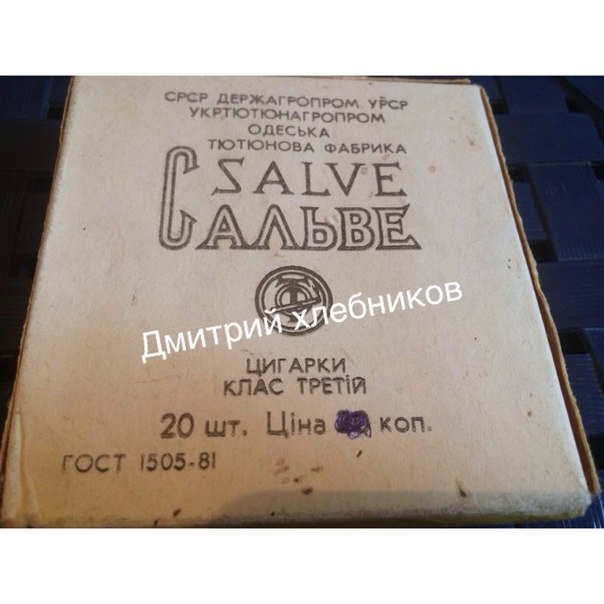 СРСР ДЕРЖАГРОПРОМ УРСР
УКРТЮТЮНАГРОПРОМ
ОДЕСЬКА
ТЮТЮНОВА ФАБРИКА
SALVE
САЛЬВЕ
Дмитрий хлебников
ЦИГАРКИ
КЛАС ТРЕТІЙ
20 шт. Ціна коп.
ГОСТ 1505-81